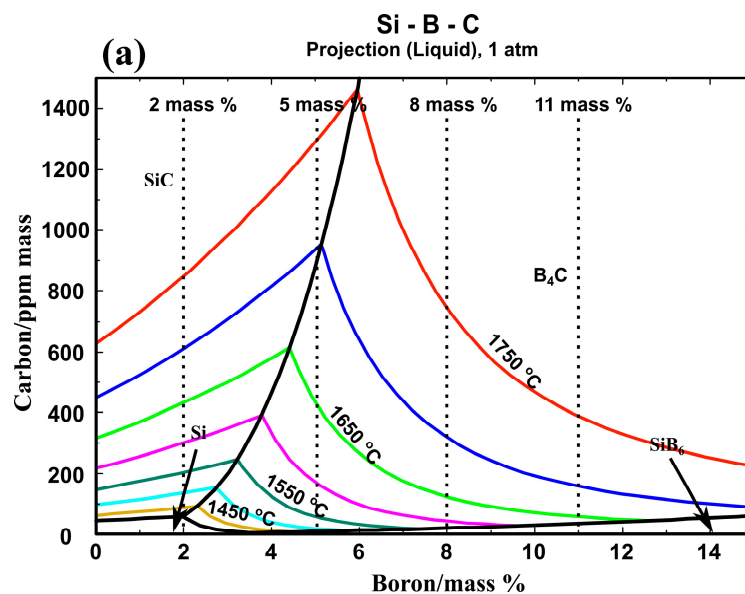 Si - B - C
(a)
Projection (Liquid), 1 atm
1400
1200
1000
800
600
400
200
0
Carbon/ppm mass
2 mass %
5 mass %
8 mass %
11 mass %
SiC
B₄C
1750 °C
1650 °C
Si
SiB₆
1550 °C
1450 °C
0
2
4
6
8
10
12
14
Boron/mass %